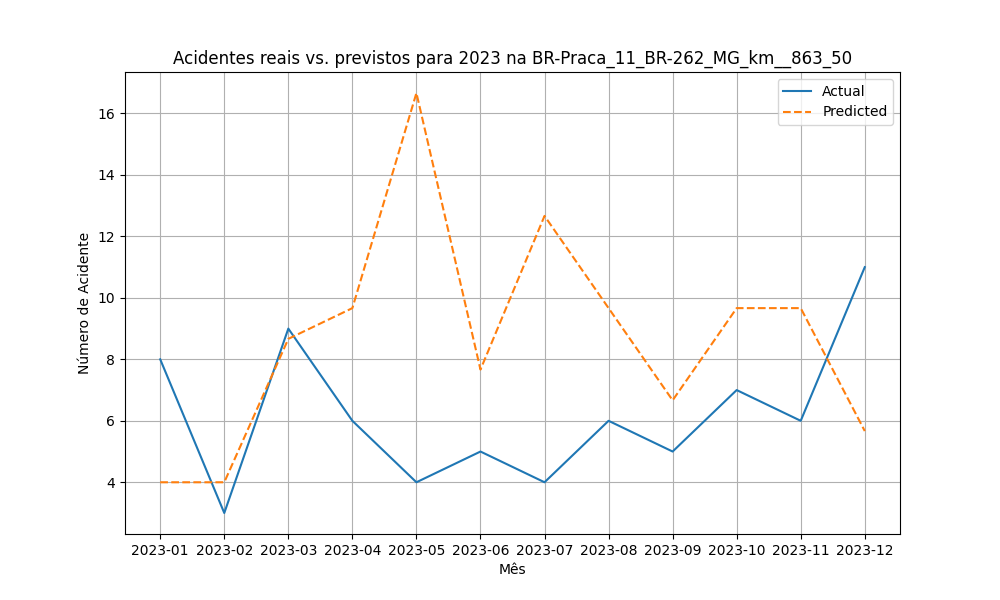 Acidentes reais vs. previstos para 2023 na BR-Praca_11_BR-262_MG_km__863_50
Actual
Predicted
Número de Acidente
16
14
12
10
8
6
4
2023-01 2023-02 2023-03 2023-04 2023-05 2023-06 2023-07 2023-08 2023-09 2023-10 2023-11 2023-12
Mês